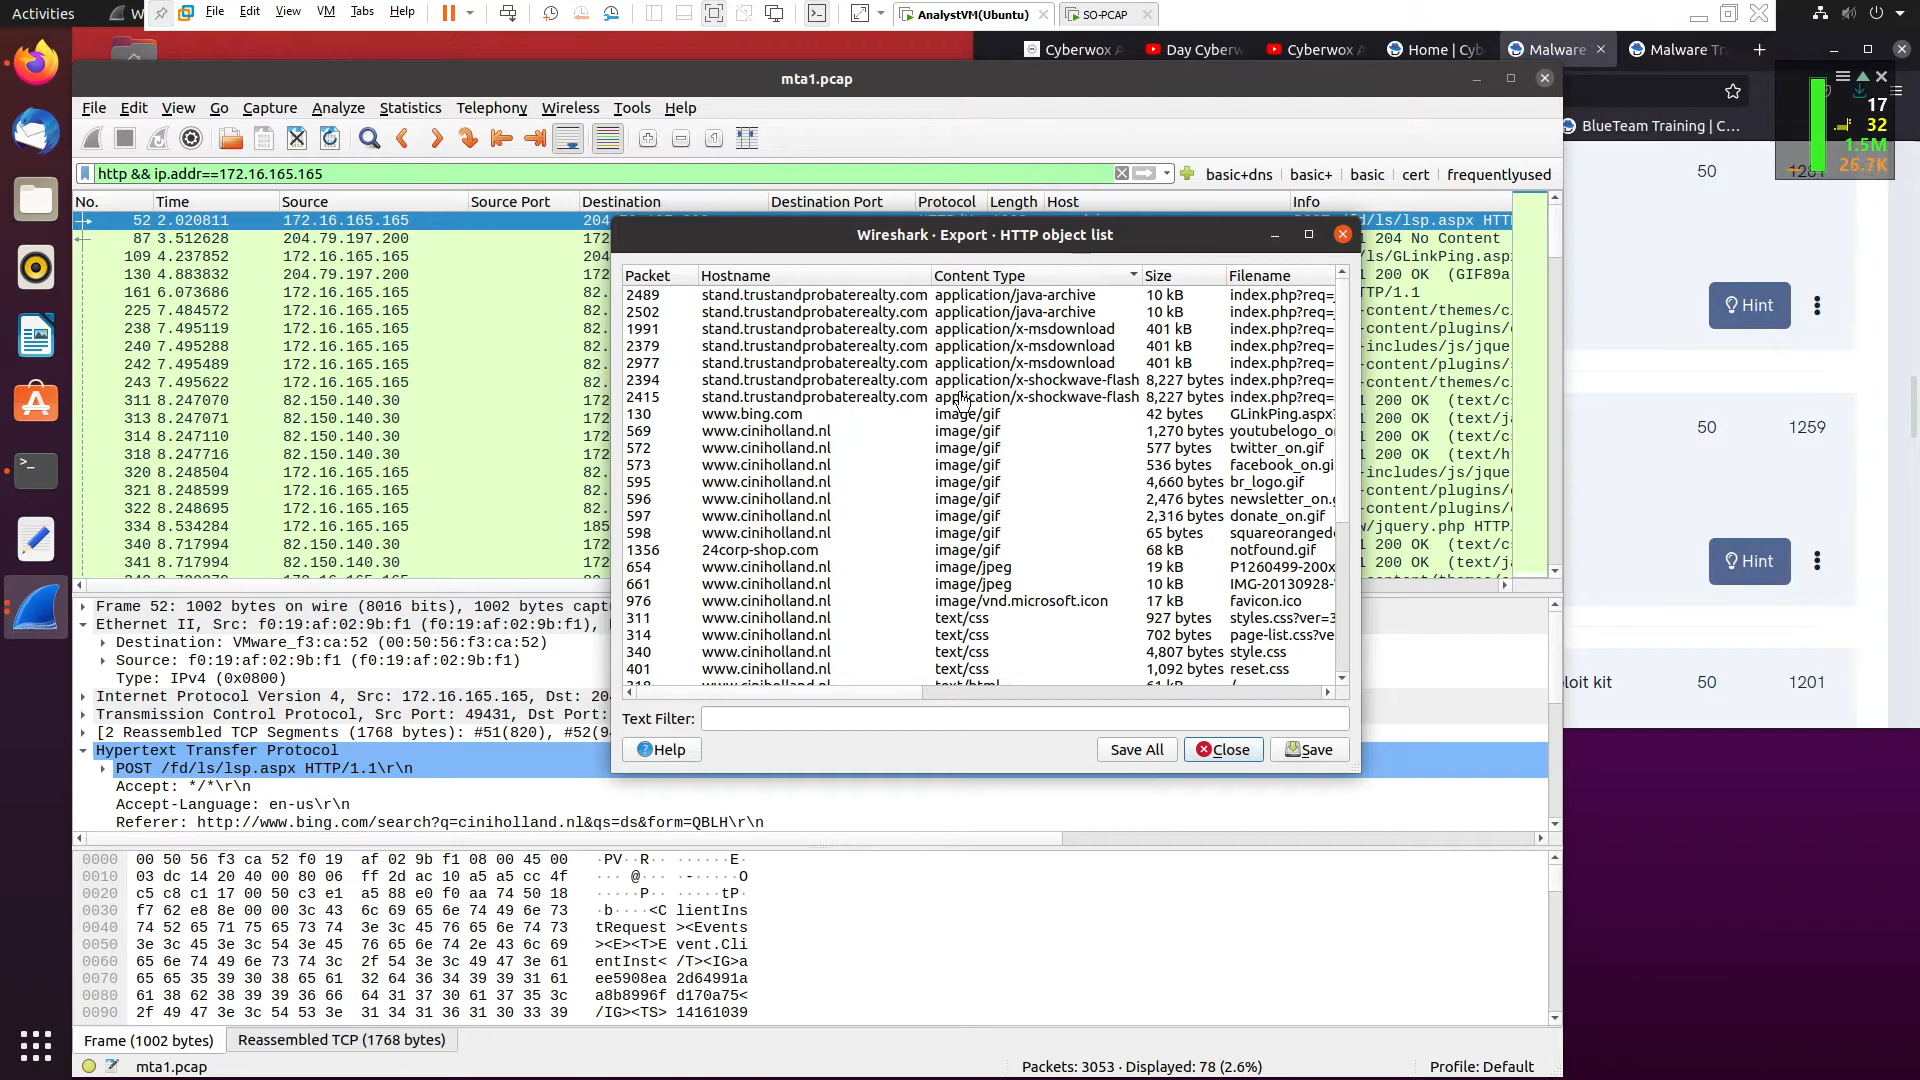 Activities
File Edit View VM Tabs Help
AnalystVM(Ubuntu)
SO-PCAP
Cyberwox A
Day Cyberw
Cyberwox A
Home | Cyb
Malware
Malware Tr
mta1.pcap
17
32
1.5M
26.7K
File Edit View Go Capture Analyze Statistics Telephony Wireless Tools Help
BlueTeam Training | C...
http && ip.addr==172.16.165.165
basic+dns basic+ basic cert frequentlyused
50
No. Time Source Source Port Destination Destination Port Protocol Length Host Info
52 2.020811 172.16.165.165 204
87 3.512628 204.79.197.200 172 1 204 No Content
109 4.237852 172.16.165.165 204 /ls/GLinkPing.asp
130 4.883832 204.79.197.200 172 1 200 OK (GIF89a
161 6.073686 172.16.165.165 82. TP/1.1
225 7.484572 172.16.165.165 82. -content/themes/c
238 7.495119 172.16.165.165 82. -content/plugins/
240 7.495288 172.16.165.165 82. -includes/js/jque
242 7.495489 172.16.165.165 82. -content/plugins/
243 7.495622 172.16.165.165 82. -content/themes/c
311 8.247070 82.150.140.30 172 1 200 OK (text/c
313 8.247071 82.150.140.30 172 1 200 OK (text/j
314 8.247110 82.150.140.30 172 1 200 OK (text/c
318 8.247716 82.150.140.30 172 1 200 OK (text/h
320 8.248504 172.16.165.165 82. -includes/js/jque
321 8.248599 172.16.165.165 82. -content/plugins/
322 8.248695 172.16.165.165 82. -content/plugins/
334 8.534284 172.16.165.165 185 /jquery.php HTTP/
340 8.717994 82.150.140.30 172 1 200 OK (text/c
341 8.717994 82.150.140.30 172 1 200 OK (text/j
Wireshark · Export · HTTP object list
Packet Hostname Content Type Size Filename
2489 stand.trustandprobaterealty.com application/java-archive 10 kB index.php?req=
2502 stand.trustandprobaterealty.com application/java-archive 10 kB index.php?req=
1991 stand.trustandprobaterealty.com application/x-msdownload 401 kB index.php?req=
2379 stand.trustandprobaterealty.com application/x-msdownload 401 kB index.php?req=
2977 stand.trustandprobaterealty.com application/x-msdownload 401 kB index.php?req=
2394 stand.trustandprobaterealty.com application/x-shockwave-flash 8,227 bytes index.php?req=
2415 stand.trustandprobaterealty.com application/x-shockwave-flash 8,227 bytes index.php?req=
130 www.bing.com image/gif 42 bytes GLinkPing.aspx?
569 www.ciniholland.nl image/gif 1,270 bytes youtubelogo_o
572 www.ciniholland.nl image/gif 577 bytes twitter_on.gif
573 www.ciniholland.nl image/gif 536 bytes facebook_on.gi
595 www.ciniholland.nl image/gif 4,660 bytes br_logo.gif
596 www.ciniholland.nl image/gif 2,476 bytes newsletter_on.
597 www.ciniholland.nl image/gif 2,316 bytes donate_on.gif
598 www.ciniholland.nl image/gif 65 bytes squareoranged
1356 24corp-shop.com image/gif 68 kB notfound.gif
654 www.ciniholland.nl image/jpeg 19 kB P1260499-200x
661 www.ciniholland.nl image/jpeg 10 kB IMG-20130928-
976 www.ciniholland.nl image/vnd.microsoft.icon 17 kB favicon.ico
311 www.ciniholland.nl text/css 927 bytes styles.css?ver=3
314 www.ciniholland.nl text/css 702 bytes page-list.css?ve
340 www.ciniholland.nl text/css 4,807 bytes style.css
401 www.ciniholland.nl text/css 1,092 bytes reset.css
Text Filter:
Help Save All Close Save
Hint
50 1259
Hint
loit kit 50 1201
Frame 52: 1002 bytes on wire (8016 bits), 1002 bytes capt
Ethernet II, Src: f0:19:af:02:9b:f1 (f0:19:af:02:9b:f1),
Destination: VMware_f3:ca:52 (00:50:56:f3:ca:52)
Source: f0:19:af:02:9b:f1 (f0:19:af:02:9b:f1)
Type: IPv4 (0x0800)
Internet Protocol Version 4, Src: 172.16.165.165, Dst: 20
Transmission Control Protocol, Src Port: 49431, Dst Port:
[2 Reassembled TCP Segments (1768 bytes): #51(820), #52(9
Hypertext Transfer Protocol
POST /fd/ls/lsp.aspx HTTP/1.1\r\n
Accept: */*\r\n
Accept-Language: en-us\r\n
Referer: http://www.bing.com/search?q=ciniholland.nl&qs=ds&form=QBLH\r\n
0000 00 50 56 f3 ca 52 f0 19 af 02 9b f1 08 00 45 00 ·PV··R·· ······E·
0010 03 dc 14 20 40 00 80 06 ff 2d ac 10 a5 a5 cc 4f ··· @··· ·-·····O
0020 c5 c8 c1 17 00 50 c3 e1 a5 88 e0 f0 aa 74 50 18 ·····P·· ·····tP·
0030 f7 62 e8 8e 00 00 3c 43 6c 69 65 6e 74 49 6e 73 ·b····<C lientIns
0040 74 52 65 71 75 65 73 74 3e 3c 45 76 65 6e 74 73 tRequest ><Events
0050 3e 3c 45 3e 3c 54 3e 45 76 65 6e 74 2e 43 6c 69 ><E><T>E vent.Cli
0060 65 6e 74 49 6e 73 74 3c 2f 54 3e 3c 49 47 3e 61 entInst< /T><IG>a
0070 65 65 35 39 30 38 65 61 32 64 36 34 39 39 31 61 ee5908ea 2d64991a
0080 61 38 62 38 39 39 36 66 64 31 37 30 61 37 35 3c a8b8996f d170a75<
0090 2f 49 47 3e 3c 54 53 3e 31 34 31 36 31 30 33 39 /IG><TS> 14161039
Frame (1002 bytes) Reassembled TCP (1768 bytes)
mta1.pcap Packets: 3053 · Displayed: 78 (2.6%) Profile: Default